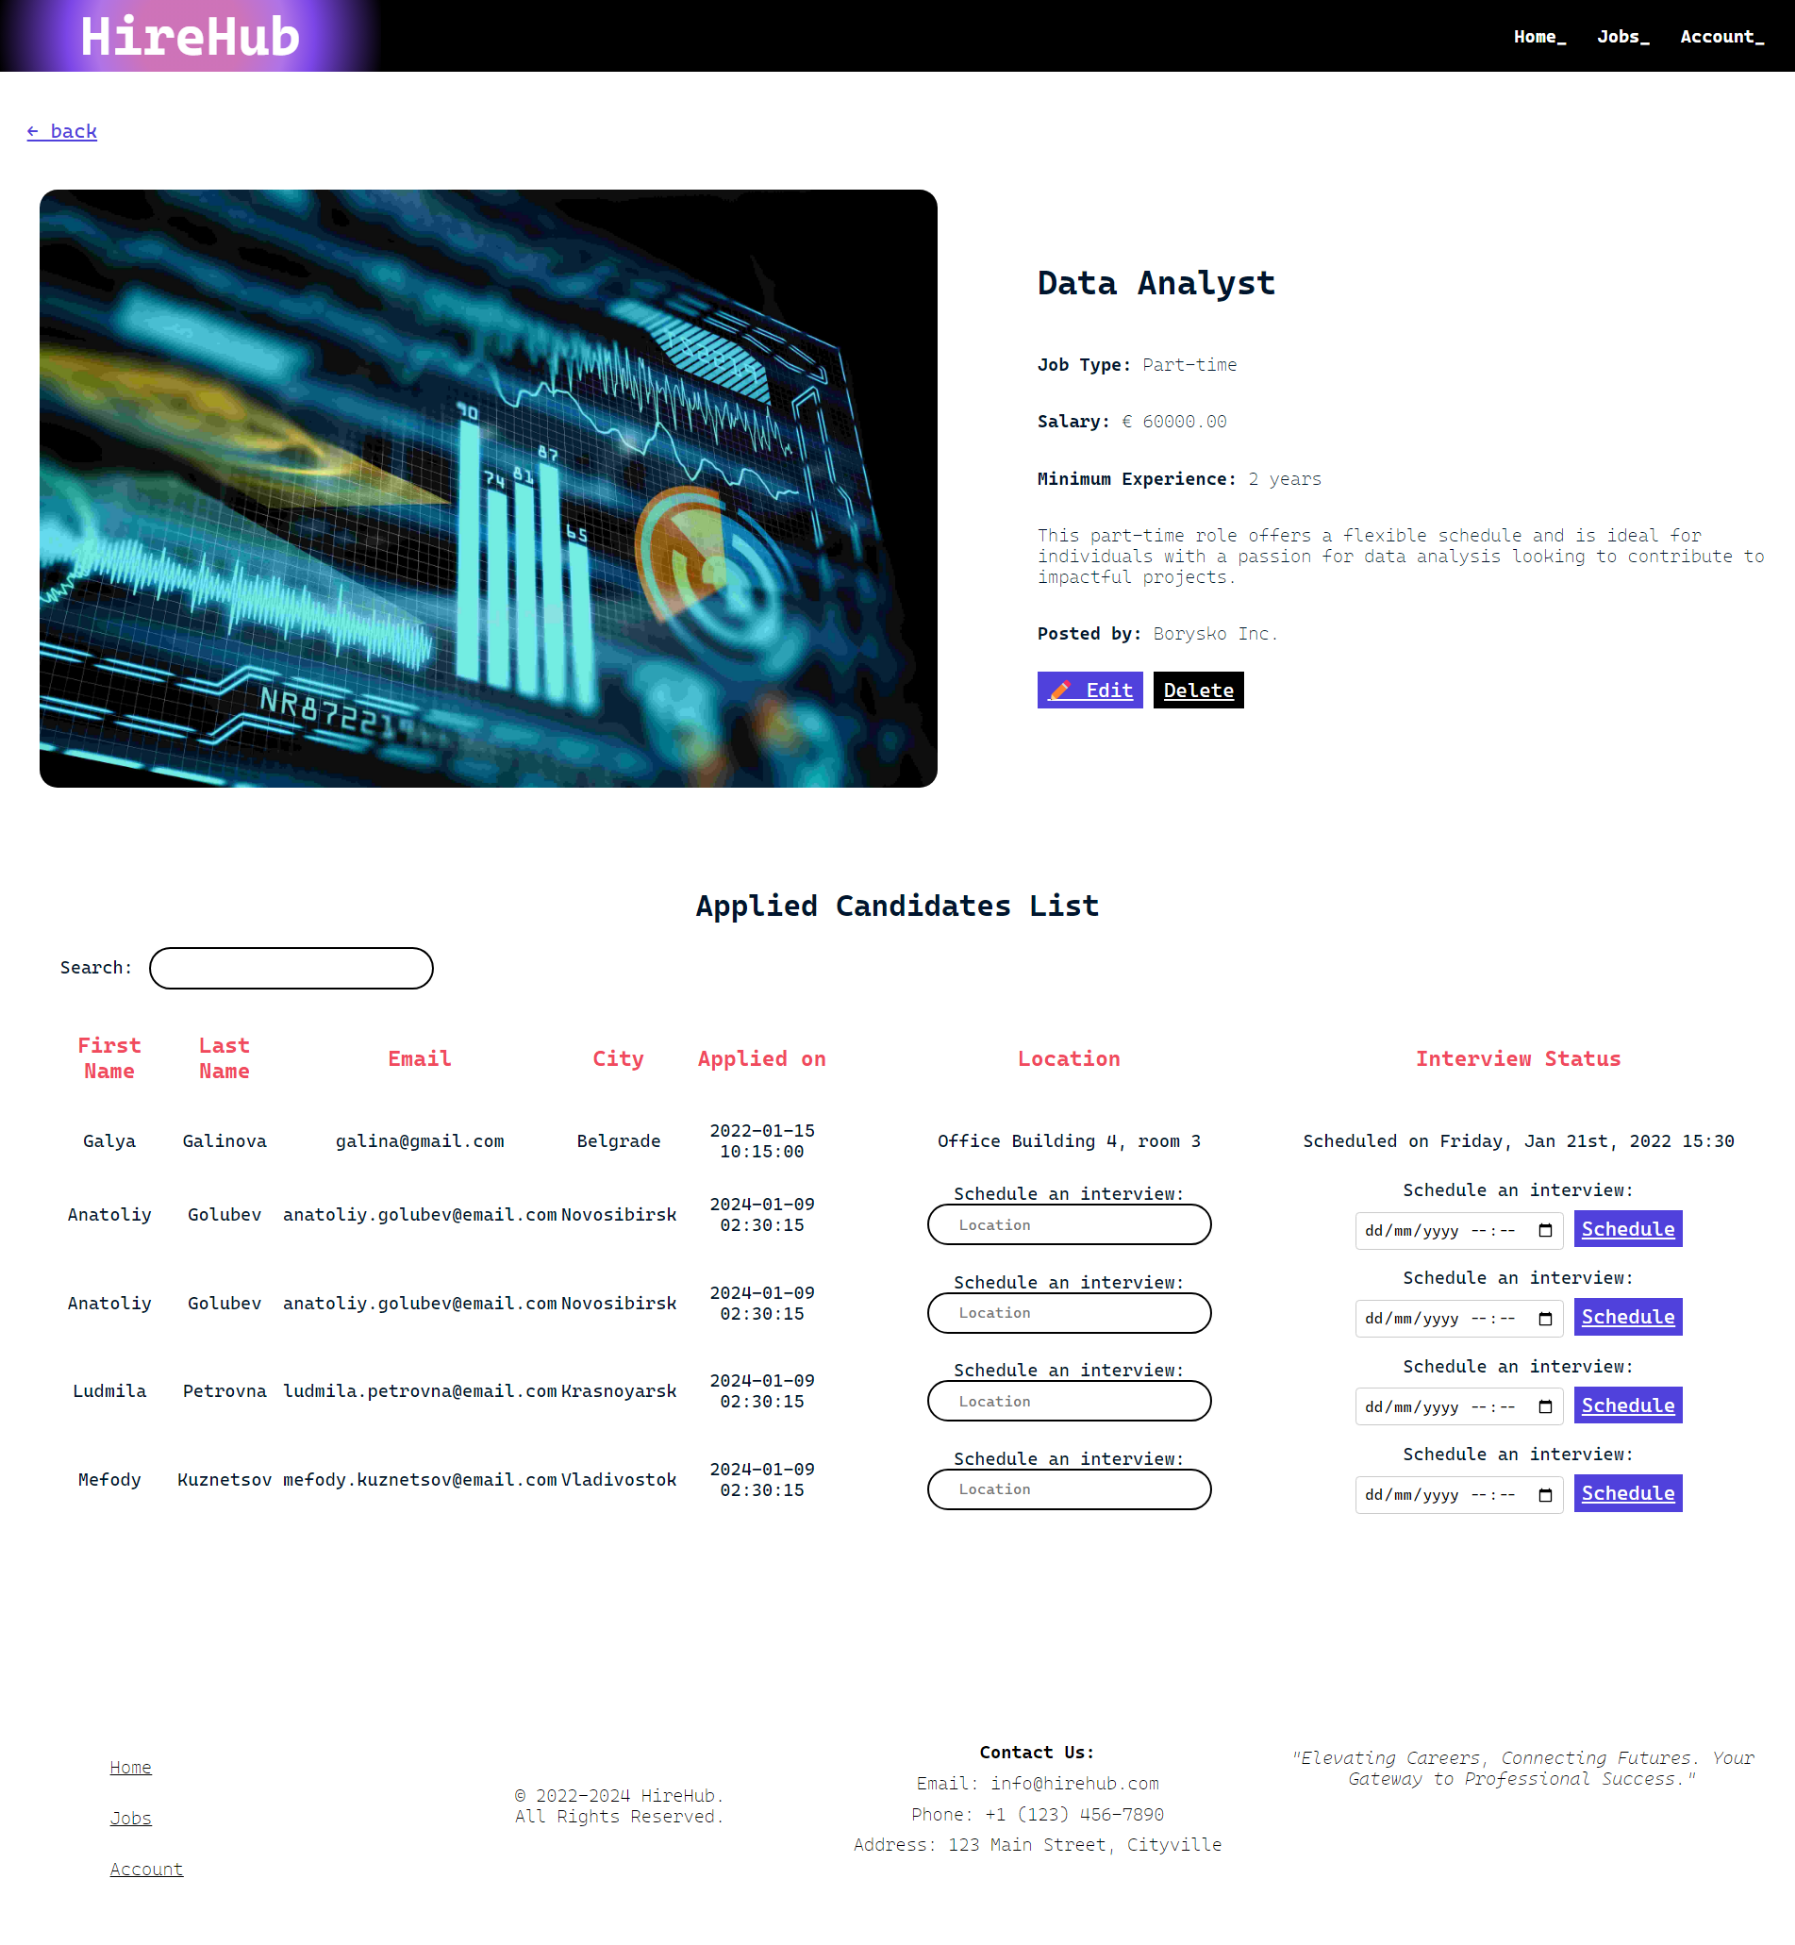 HireHub
Home_ Jobs_ Account_
← back
90
74
81
87
65
Data Analyst
Job Type: Part-time
Salary: € 60000.00
Minimum Experience: 2 years
This part-time role offers a flexible schedule and is ideal for
individuals with a passion for data analysis looking to contribute to
impactful projects.
Posted by: Borysko Inc.
✏️ Edit Delete
Applied Candidates List
Search:
First Name Last Name Email City Applied on Location Interview Status
Galya Galinova galina@gmail.com Belgrade 2022-01-15 10:15:00 Office Building 4, room 3 Scheduled on Friday, Jan 21st, 2022 15:30
Anatoliy Golubev anatoliy.golubev@email.com Novosibirsk 2024-01-09 02:30:15 Schedule an interview: Location Schedule an interview: dd/mm/yyyy --:-- Schedule
Anatoliy Golubev anatoliy.golubev@email.com Novosibirsk 2024-01-09 02:30:15 Schedule an interview: Location Schedule an interview: dd/mm/yyyy --:-- Schedule
Ludmila Petrovna ludmila.petrovna@email.com Krasnoyarsk 2024-01-09 02:30:15 Schedule an interview: Location Schedule an interview: dd/mm/yyyy --:-- Schedule
Mefody Kuznetsov mefody.kuznetsov@email.com Vladivostok 2024-01-09 02:30:15 Schedule an interview: Location Schedule an interview: dd/mm/yyyy --:-- Schedule
Home
Jobs
Account
© 2022-2024 HireHub.
All Rights Reserved.
Contact Us:
Email: info@hirehub.com
Phone: +1 (123) 456-7890
Address: 123 Main Street, Cityville
"Elevating Careers, Connecting Futures. Your
Gateway to Professional Success."